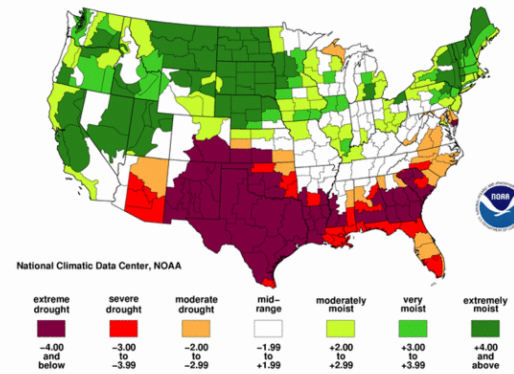 NOAA
National Climatic Data Center, NOAA
extreme drought
severe drought
moderate drought
mid–range
moderately moist
very moist
extremely moist
−4.00 and below
−3.00 to −3.99
−2.00 to −2.99
−1.99 to +1.99
+2.00 to +2.99
+3.00 to +3.99
+4.00 and above